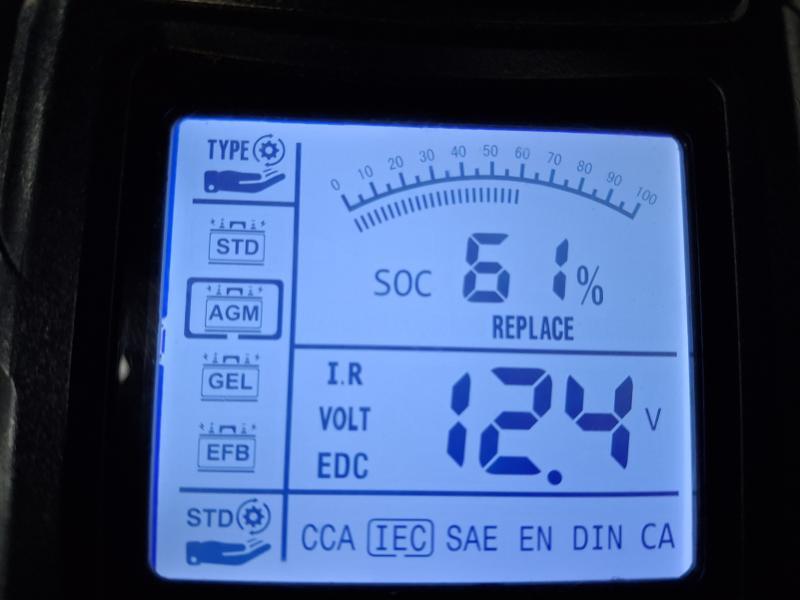 TYPE
STD
AGM
GEL
EFB
STD
0 10 20 30 40 50 60 70 80 90 100
SOC 61%
REPLACE
I.R
VOLT
EDC
12.4 V
CCA IEC SAE EN DIN CA